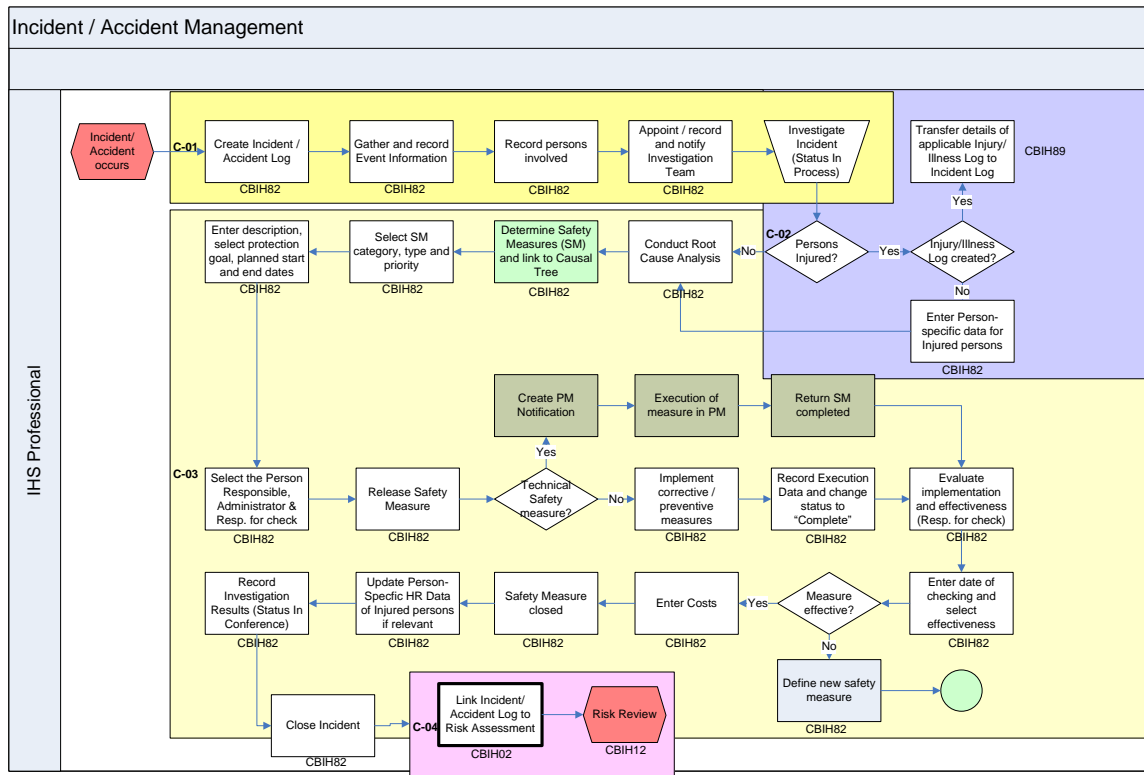 Incident / Accident Management
IHS Professional
Incident/
Accident
occurs
C-01
Create Incident /
Accident Log
CBIH82
Gather and record
Event Information
CBIH82
Record persons
involved
CBIH82
Appoint / record
and notify
Investigation
Team
CBIH82
Investigate
Incident
(Status In
Process)
Transfer details of
applicable Injury/
Illness Log to
Incident Log
CBIH89
Yes
Enter description,
select protection
goal, planned start
and end dates
CBIH82
Select SM
category, type and
priority
CBIH82
Determine Safety
Measures (SM)
and link to Causal
Tree
CBIH82
Conduct Root
Cause Analysis
CBIH82
No
C-02
Persons
Injured?
Yes
Injury/Illness
Log created?
No
Enter Person-
specific data for
Injured persons
CBIH82
Create PM
Notification
Execution of
measure in PM
Return SM
completed
Yes
C-03
Select the Person
Responsible,
Administrator &
Resp. for check
CBIH82
Release Safety
Measure
CBIH82
Technical
Safety
measure?
No
Implement
corrective /
preventive
measures
CBIH82
Record Execution
Data and change
status to
“Complete”
CBIH82
Evaluate
implementation
and effectiveness
(Resp. for check)
CBIH82
Record
Investigation
Results (Status In
Conference)
CBIH82
Update Person-
Specfic HR Data
of Injured persons
if relevant
CBIH82
Safety Measure
closed
CBIH82
Enter Costs
CBIH82
Yes
Measure
effective?
No
Enter date of
checking and
select
effectiveness
CBIH82
Close Incident
CBIH82
C-04
Link Incident/
Accident Log to
Risk Assessment
CBIH02
Risk Review
CBIH12
Define new safety
measure
CBIH82